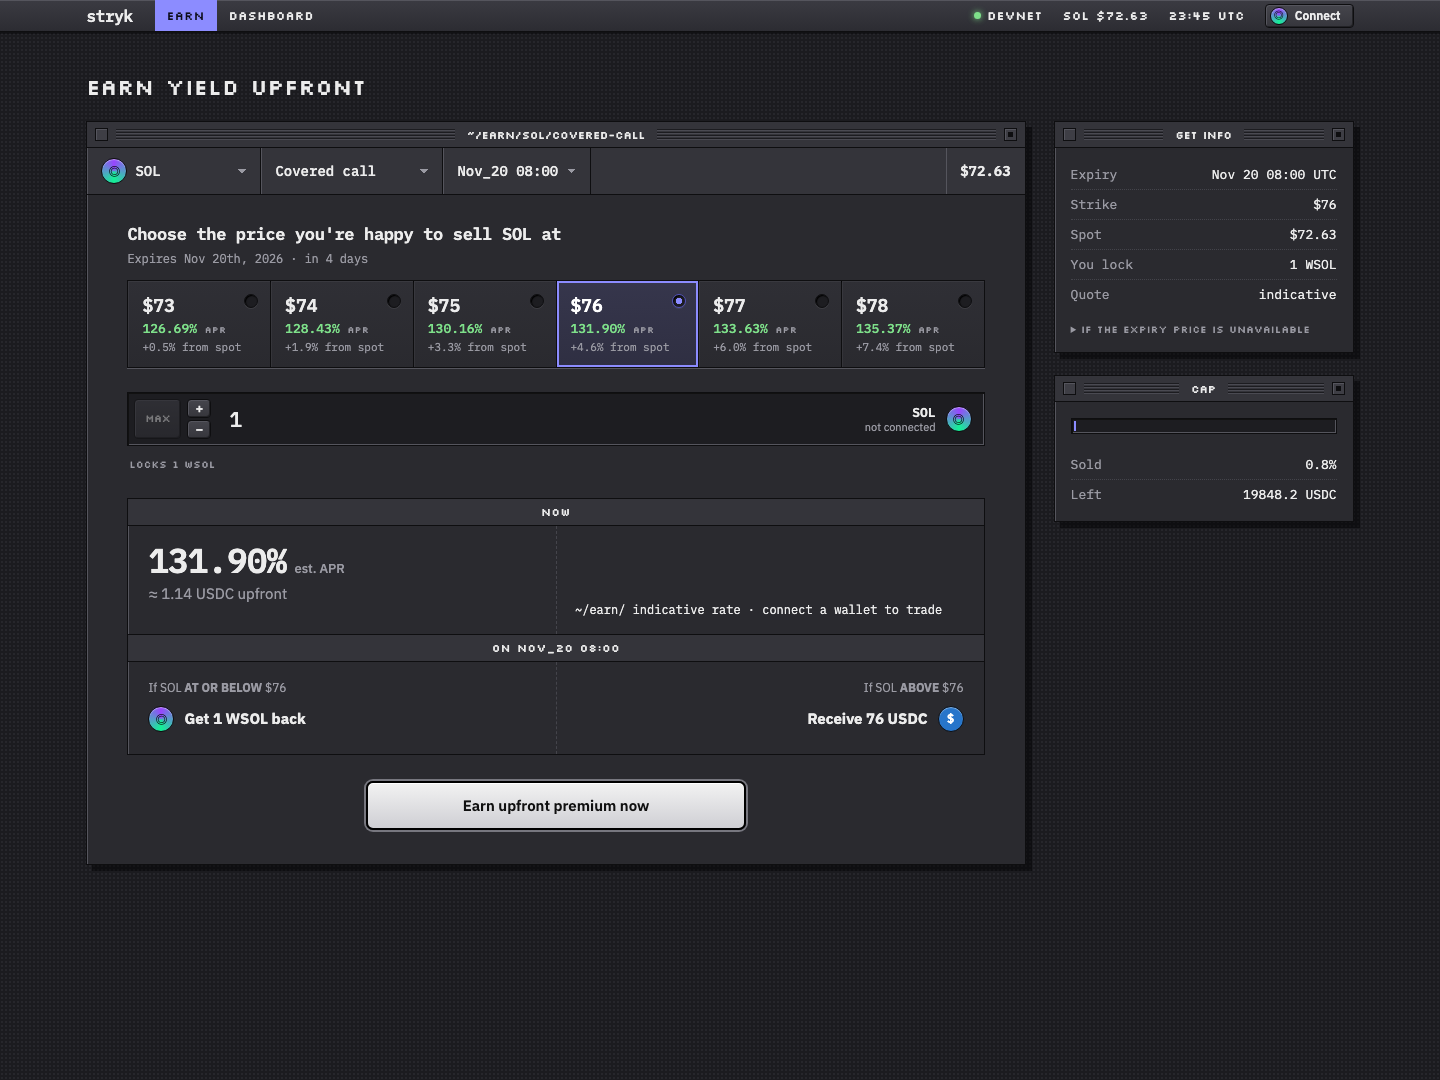 stryk EARN DASHBOARD DEVNET SOL $72.63 23:45 UTC Connect
EARN YIELD UPFRONT
~/EARN/SOL/COVERED-CALL
SOL Covered call Nov_20 08:00 $72.63
Choose the price you're happy to sell SOL at
Expires Nov 20th, 2026 · in 4 days
$73 $74 $75 $76 $77 $78
126.69% APR 128.43% APR 130.16% APR 131.90% APR 133.63% APR 135.37% APR
+0.5% from spot +1.9% from spot +3.3% from spot +4.6% from spot +6.0% from spot +7.4% from spot
MAX + − 1 SOL
not connected
LOCKS 1 WSOL
NOW
131.90% est. APR
≈ 1.14 USDC upfront
~/earn/ indicative rate · connect a wallet to trade
ON NOV_20 08:00
If SOL AT OR BELOW $76 If SOL ABOVE $76
Get 1 WSOL back Receive 76 USDC $
Earn upfront premium now
GET INFO
Expiry Nov 20 08:00 UTC
Strike $76
Spot $72.63
You lock 1 WSOL
Quote indicative
IF THE EXPIRY PRICE IS UNAVAILABLE
CAP
Sold 0.8%
Left 19848.2 USDC